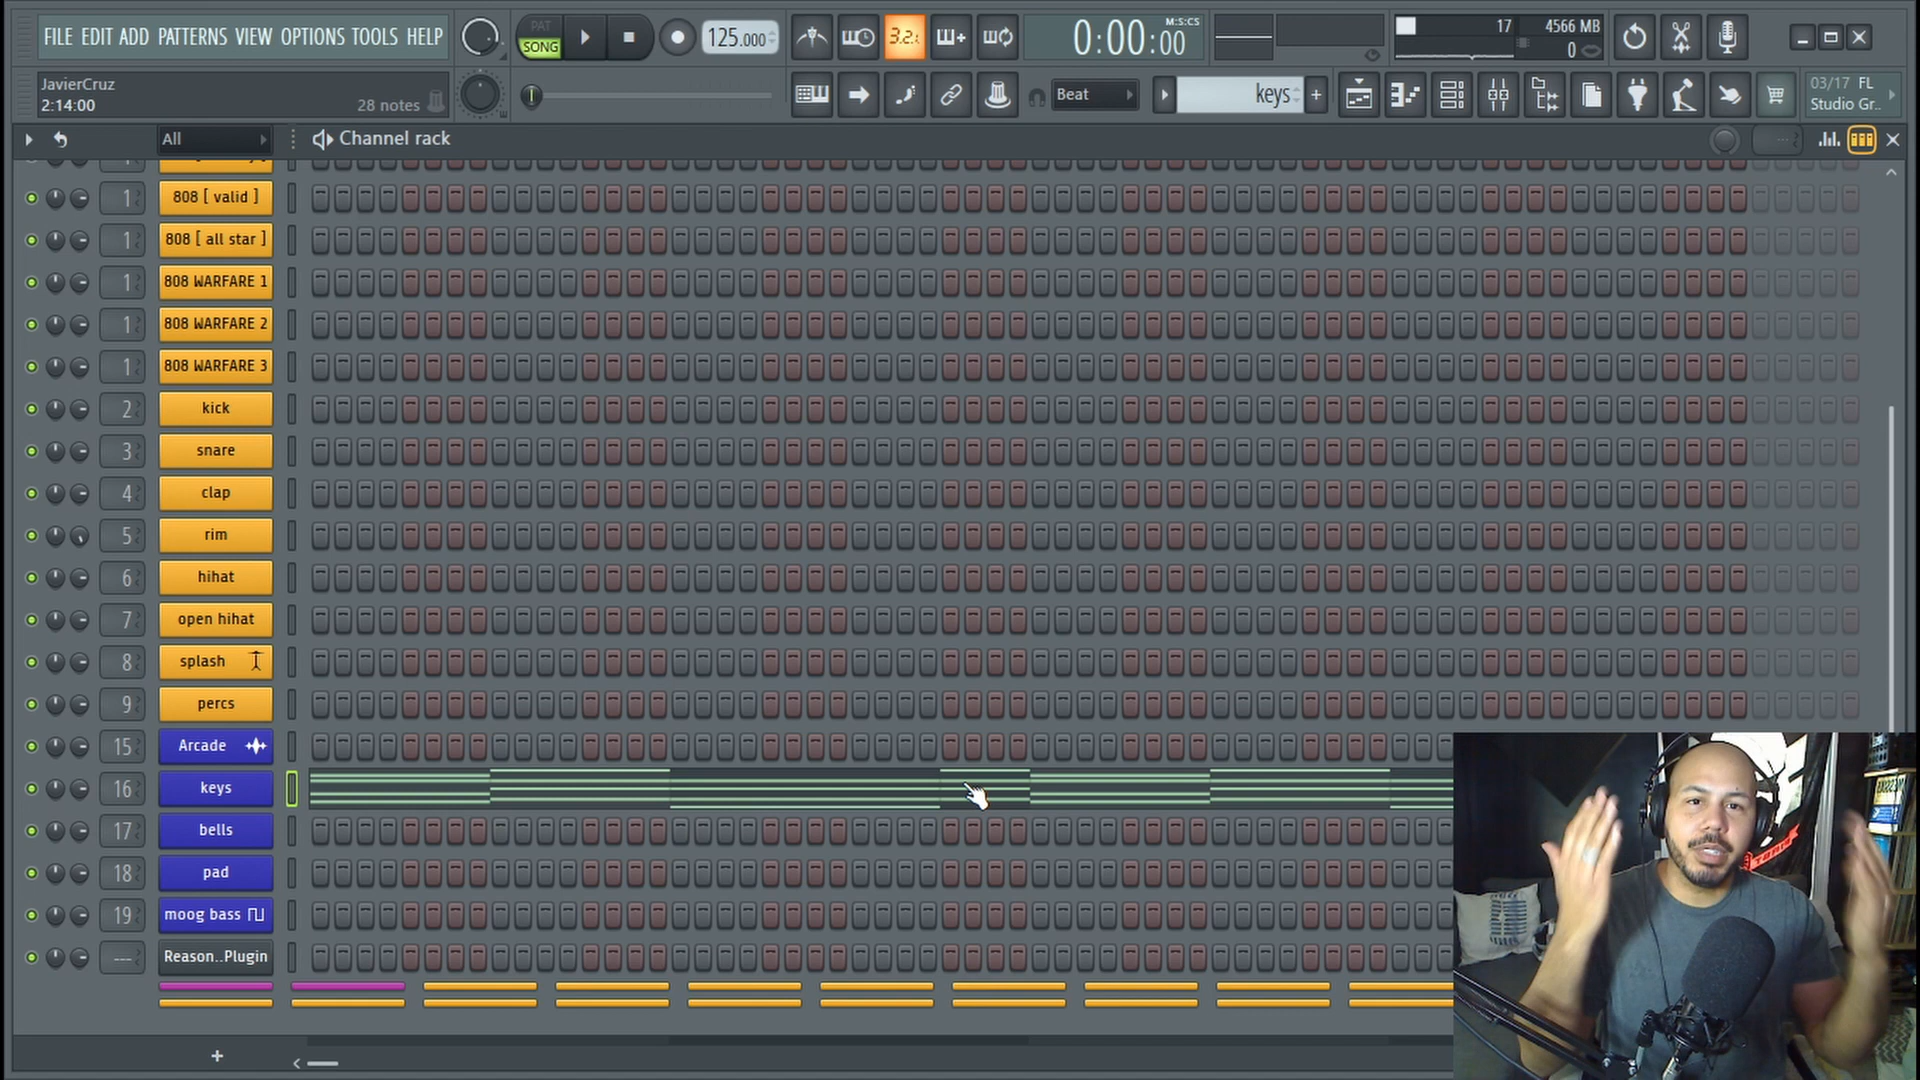 FILE EDIT ADD PATTERNS VIEW OPTIONS TOOLS HELP
PAT
SONG
125.000
3.2.
0:00:00
M:S:CS
17
4566 MB
0
JavierCruz
2:14:00
28 notes
Beat
keys
+
03/17 FL
Studio Gr..
All
Channel rack
1 808 [ valid ]
1 808 [ all star ]
1 808 WARFARE 1
1 808 WARFARE 2
1 808 WARFARE 3
2 kick
3 snare
4 clap
5 rim
6 hihat
7 open hihat
8 splash
9 percs
15 Arcade
16 keys
17 bells
18 pad
19 moog bass
--- Reason..Plugin
+